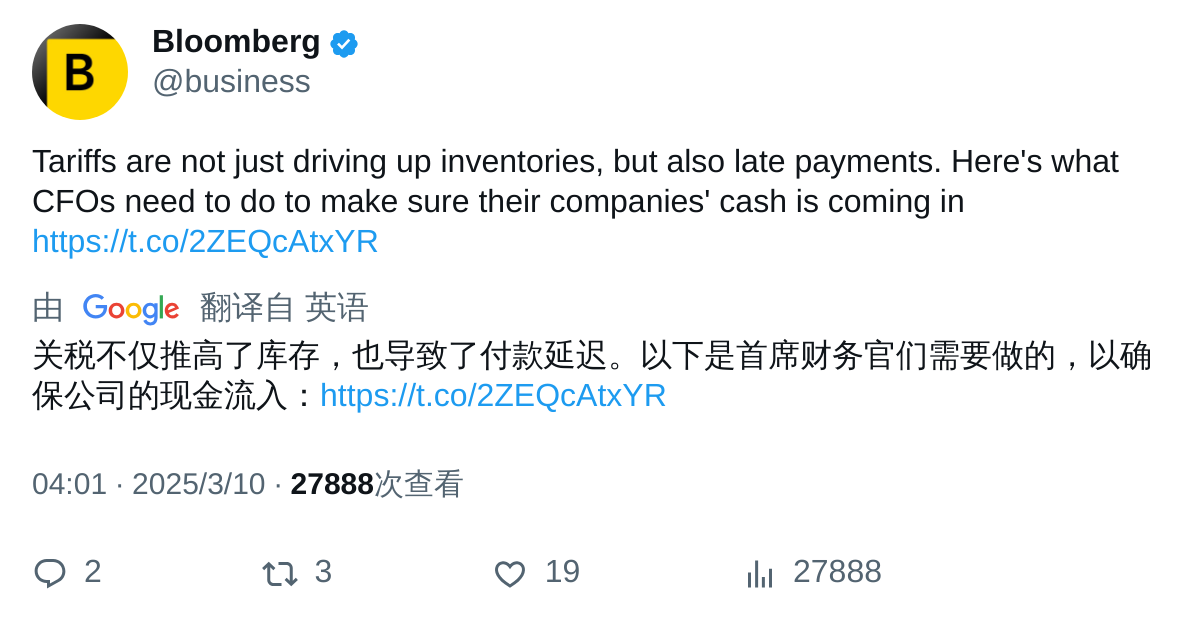 B
Bloomberg
@business
Tariffs are not just driving up inventories, but also late payments. Here's what
CFOs need to do to make sure their companies' cash is coming in
https://t.co/2ZEQcAtxYR
由 Google 翻译自 英语
关税不仅推高了库存，也导致了付款延迟。以下是首席财务官们需要做的，以确
保公司的现金流入：https://t.co/2ZEQcAtxYR
04:01 · 2025/3/10 · 27888次查看
2 3 19 27888